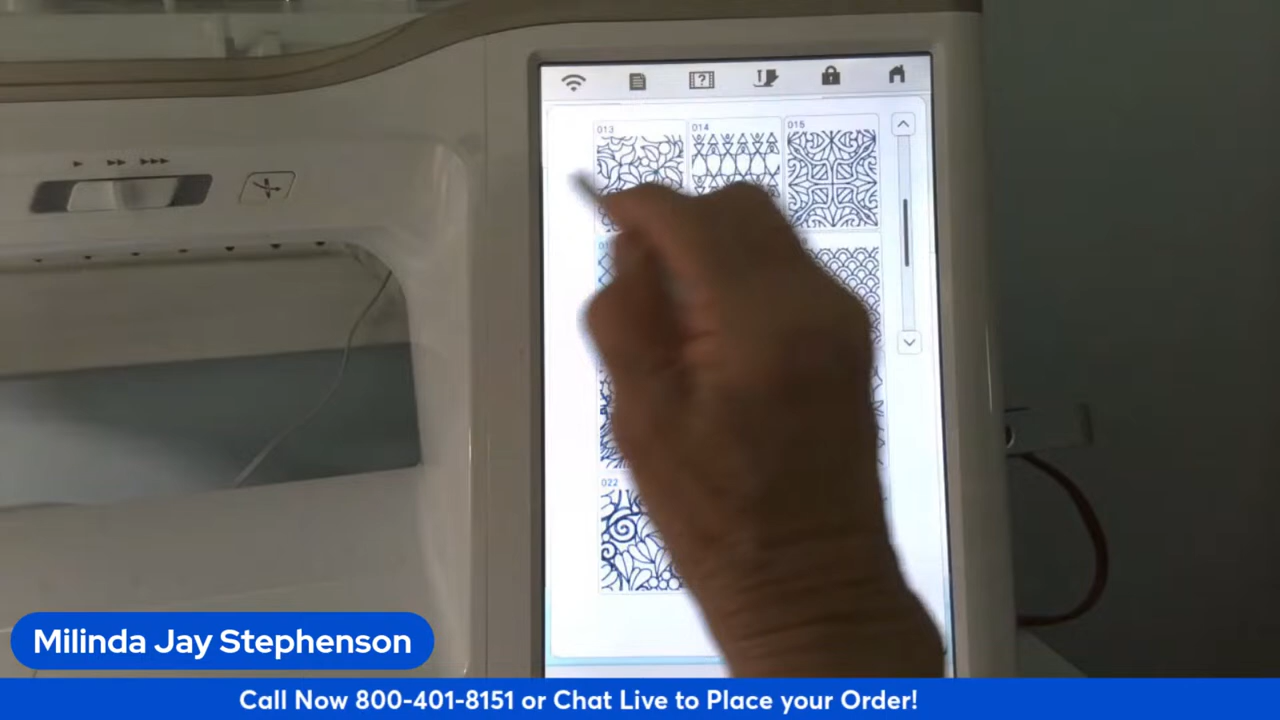 013
014
015
022
Milinda Jay Stephenson
Call Now 800-401-8151 or Chat Live to Place your Order!